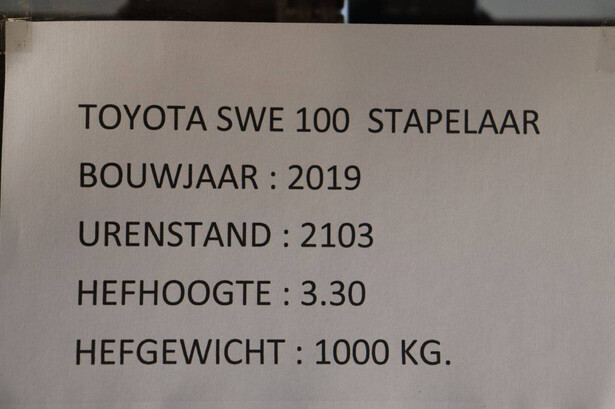 TOYOTA SWE 100 STAPELAAR
BOUWJAAR : 2019
URENSTAND : 2103
HEFHOOGTE : 3.30
HEFGEWICHT : 1000 KG.